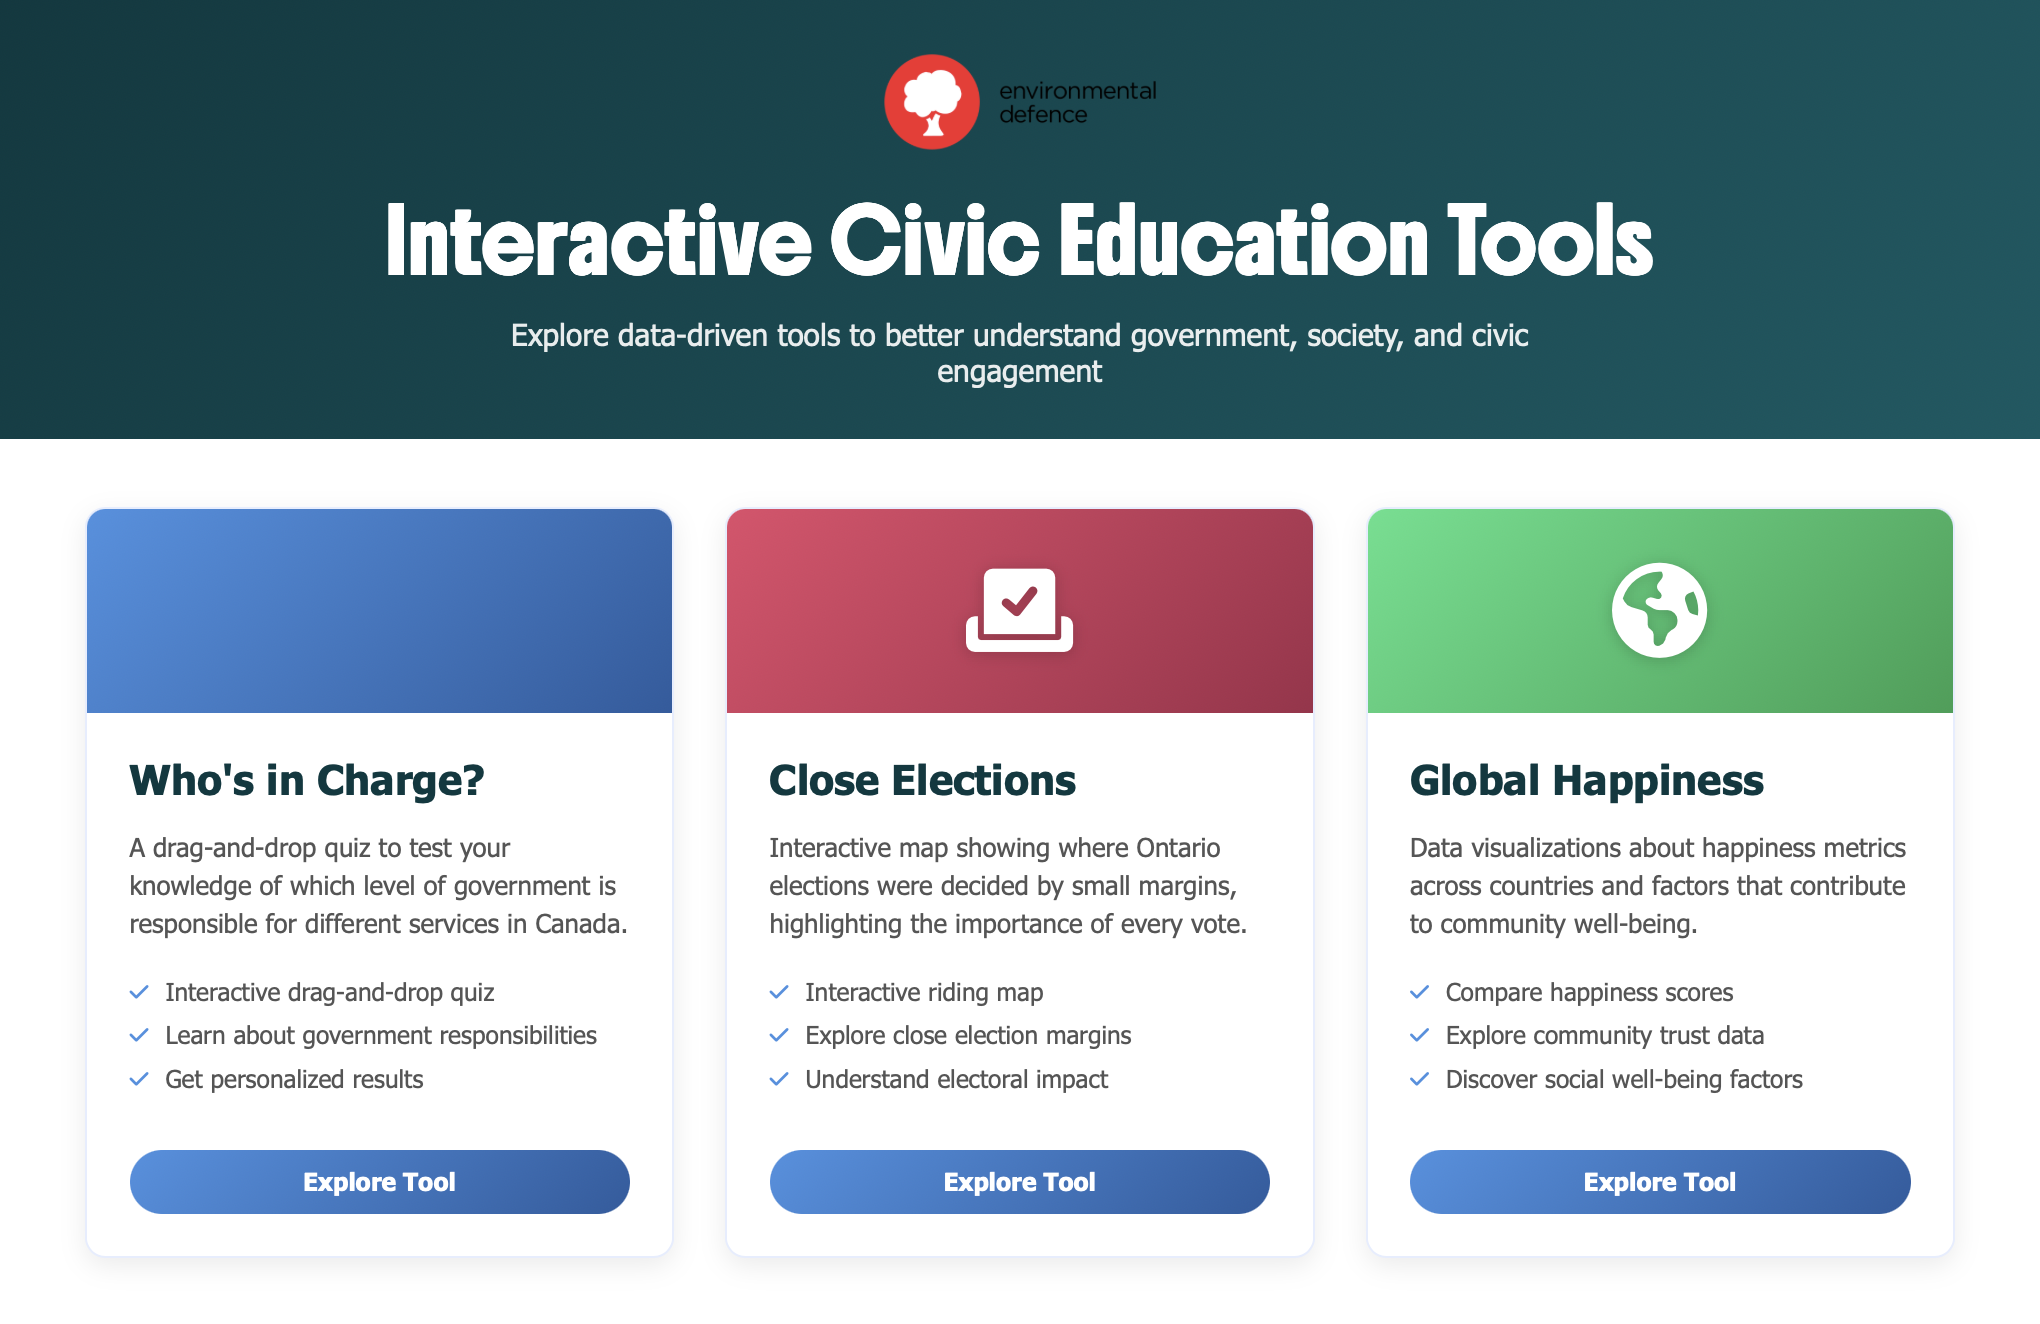 environmental
defence
Interactive Civic Education Tools
Explore data-driven tools to better understand government, society, and civic
engagement
Who's in Charge?
A drag-and-drop quiz to test your
knowledge of which level of government is
responsible for different services in Canada.
Interactive drag-and-drop quiz
Learn about government responsibilities
Get personalized results
Explore Tool
Close Elections
Interactive map showing where Ontario
elections were decided by small margins,
highlighting the importance of every vote.
Interactive riding map
Explore close election margins
Understand electoral impact
Explore Tool
Global Happiness
Data visualizations about happiness metrics
across countries and factors that contribute
to community well-being.
Compare happiness scores
Explore community trust data
Discover social well-being factors
Explore Tool